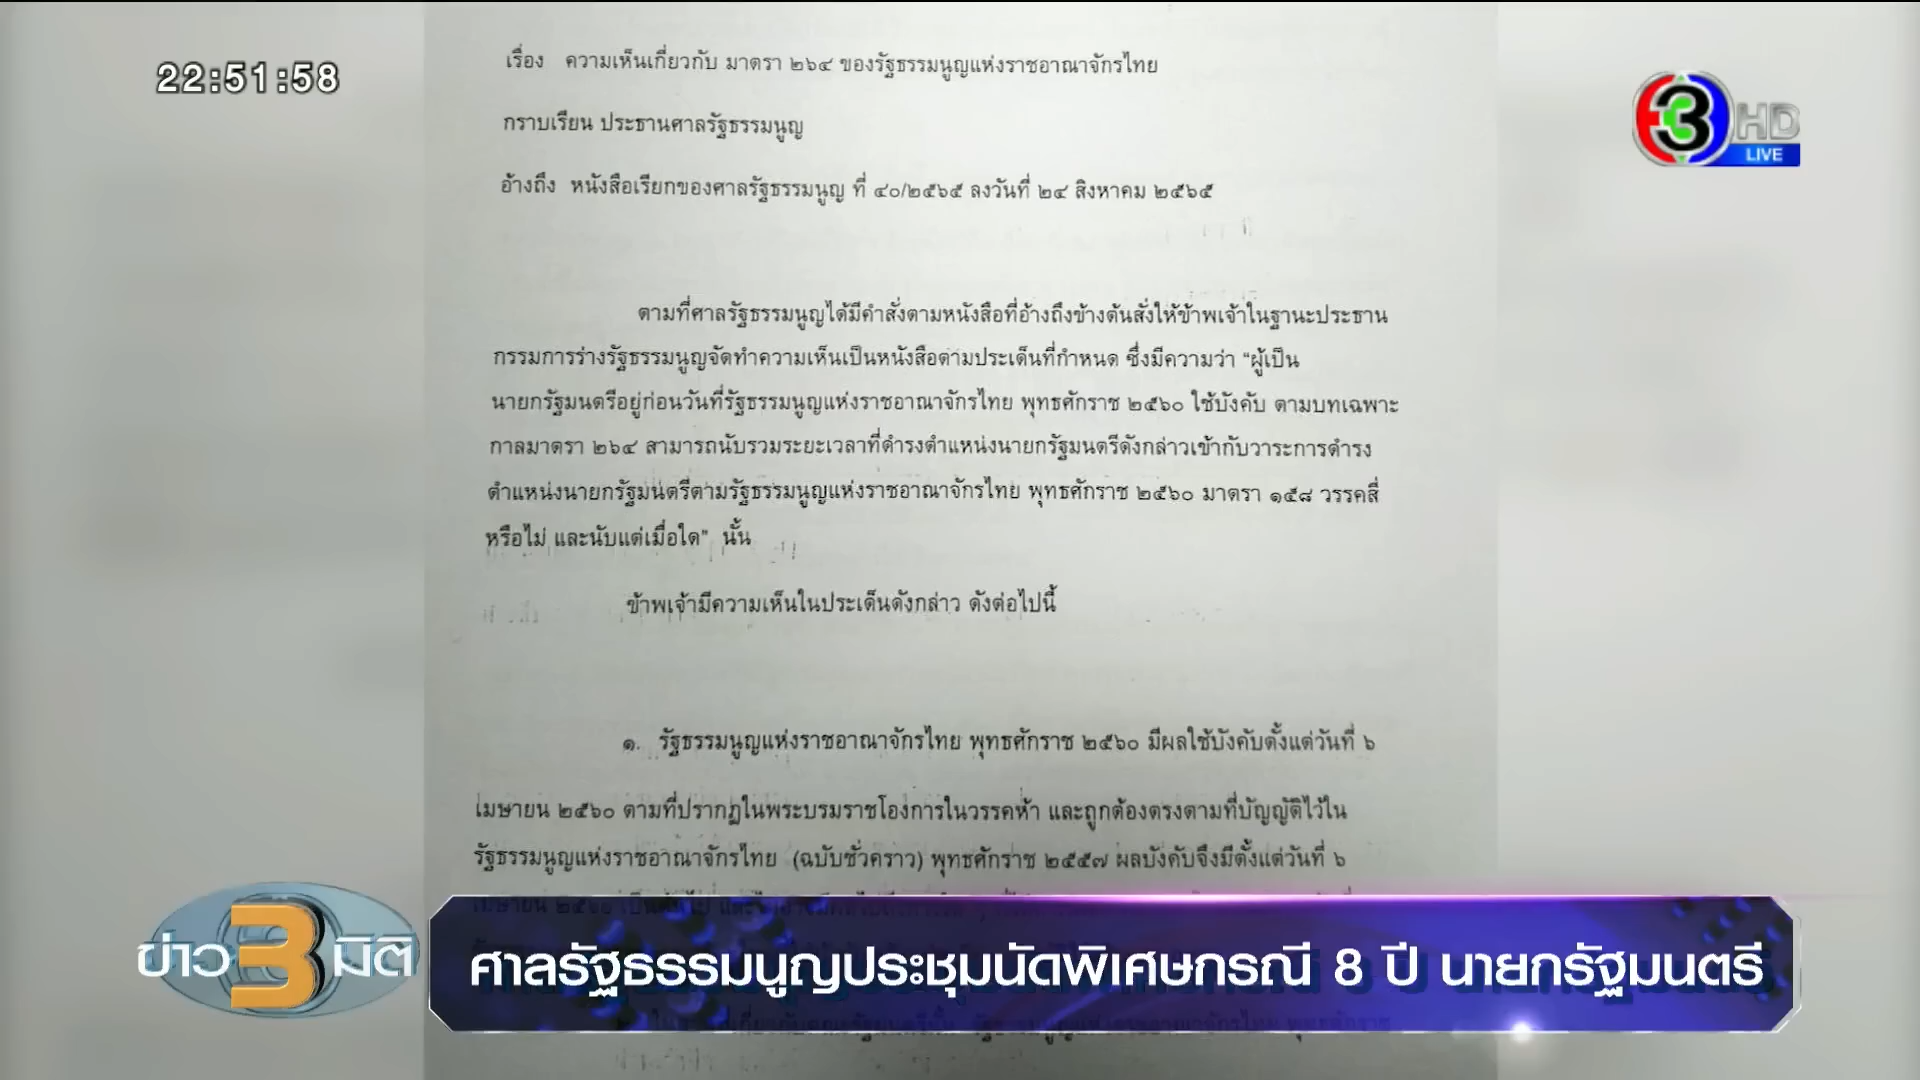 22:51:58
3 HD
LIVE
เรื่อง ความเห็นเกี่ยวกับ มาตรา ๒๖๔ ของรัฐธรรมนูญแห่งราชอาณาจักรไทย
กราบเรียน ประธานศาลรัฐธรรมนูญ
อ้างถึง หนังสือเรียกของศาลรัฐธรรมนูญ ที่ ๔๐/๒๕๖๕ ลงวันที่ ๒๔ สิงหาคม ๒๕๖๕
ตามที่ศาลรัฐธรรมนูญได้มีคำสั่งตามหนังสือที่อ้างถึงข้างต้นสั่งให้ข้าพเจ้าในฐานะประธาน
กรรมการร่างรัฐธรรมนูญจัดทำความเห็นเป็นหนังสือตามประเด็นที่กำหนด ซึ่งมีความว่า “ผู้เป็น
นายกรัฐมนตรีอยู่ก่อนวันที่รัฐธรรมนูญแห่งราชอาณาจักรไทย พุทธศักราช ๒๕๖๐ ใช้บังคับ ตามบทเฉพาะ
กาลมาตรา ๒๖๔ สามารถนับรวมระยะเวลาที่ดำรงตำแหน่งนายกรัฐมนตรีดังกล่าวเข้ากับวาระการดำรง
ตำแหน่งนายกรัฐมนตรีตามรัฐธรรมนูญแห่งราชอาณาจักรไทย พุทธศักราช ๒๕๖๐ มาตรา ๑๕๘ วรรคสี่
หรือไม่ และนับแต่เมื่อใด” นั้น
ข้าพเจ้ามีความเห็นในประเด็นดังกล่าว ดังต่อไปนี้
๑. รัฐธรรมนูญแห่งราชอาณาจักรไทย พุทธศักราช ๒๕๖๐ มีผลใช้บังคับตั้งแต่วันที่ ๖
เมษายน ๒๕๖๐ ตามที่ปรากฏในพระบรมราชโองการในวรรคห้า และถูกต้องตรงตามที่บัญญัติไว้ใน
รัฐธรรมนูญแห่งราชอาณาจักรไทย (ฉบับชั่วคราว) พุทธศักราช ๒๕๕๗ ผลบังคับจึงมีตั้งแต่วันที่ ๖
ข่าว 3 มิติ
ศาลรัฐธรรมนูญประชุมนัดพิเศษกรณี 8 ปี นายกรัฐมนตรี